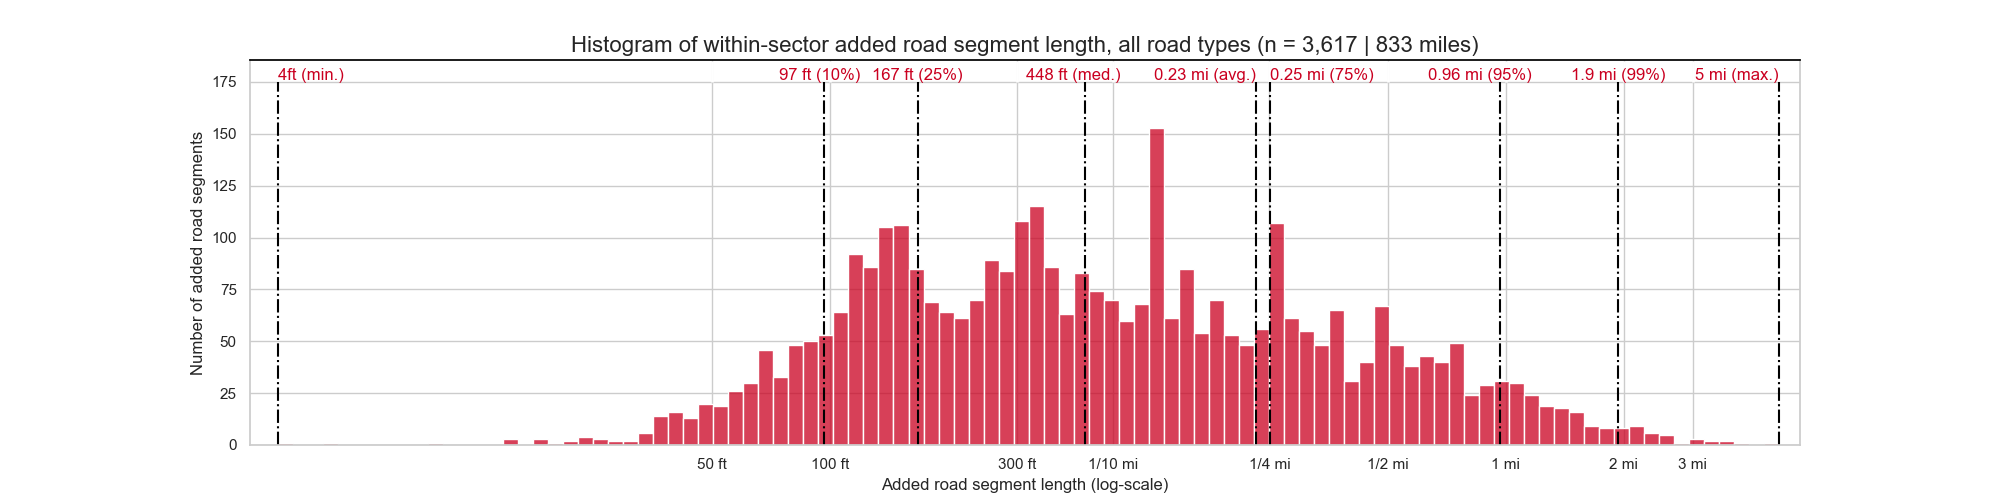 Histogram of within-sector added road segment length, all road types (n = 3,617 | 833 miles)
4ft (min.) 97 ft (10%) 167 ft (25%) 448 ft (med.) 0.23 mi (avg.) 0.25 mi (75%) 0.96 mi (95%) 1.9 mi (99%) 5 mi (max.)
175
150
125
100
75
50
25
0
Number of added road segments
50 ft 100 ft 300 ft 1/10 mi 1/4 mi 1/2 mi 1 mi 2 mi 3 mi
Added road segment length (log-scale)